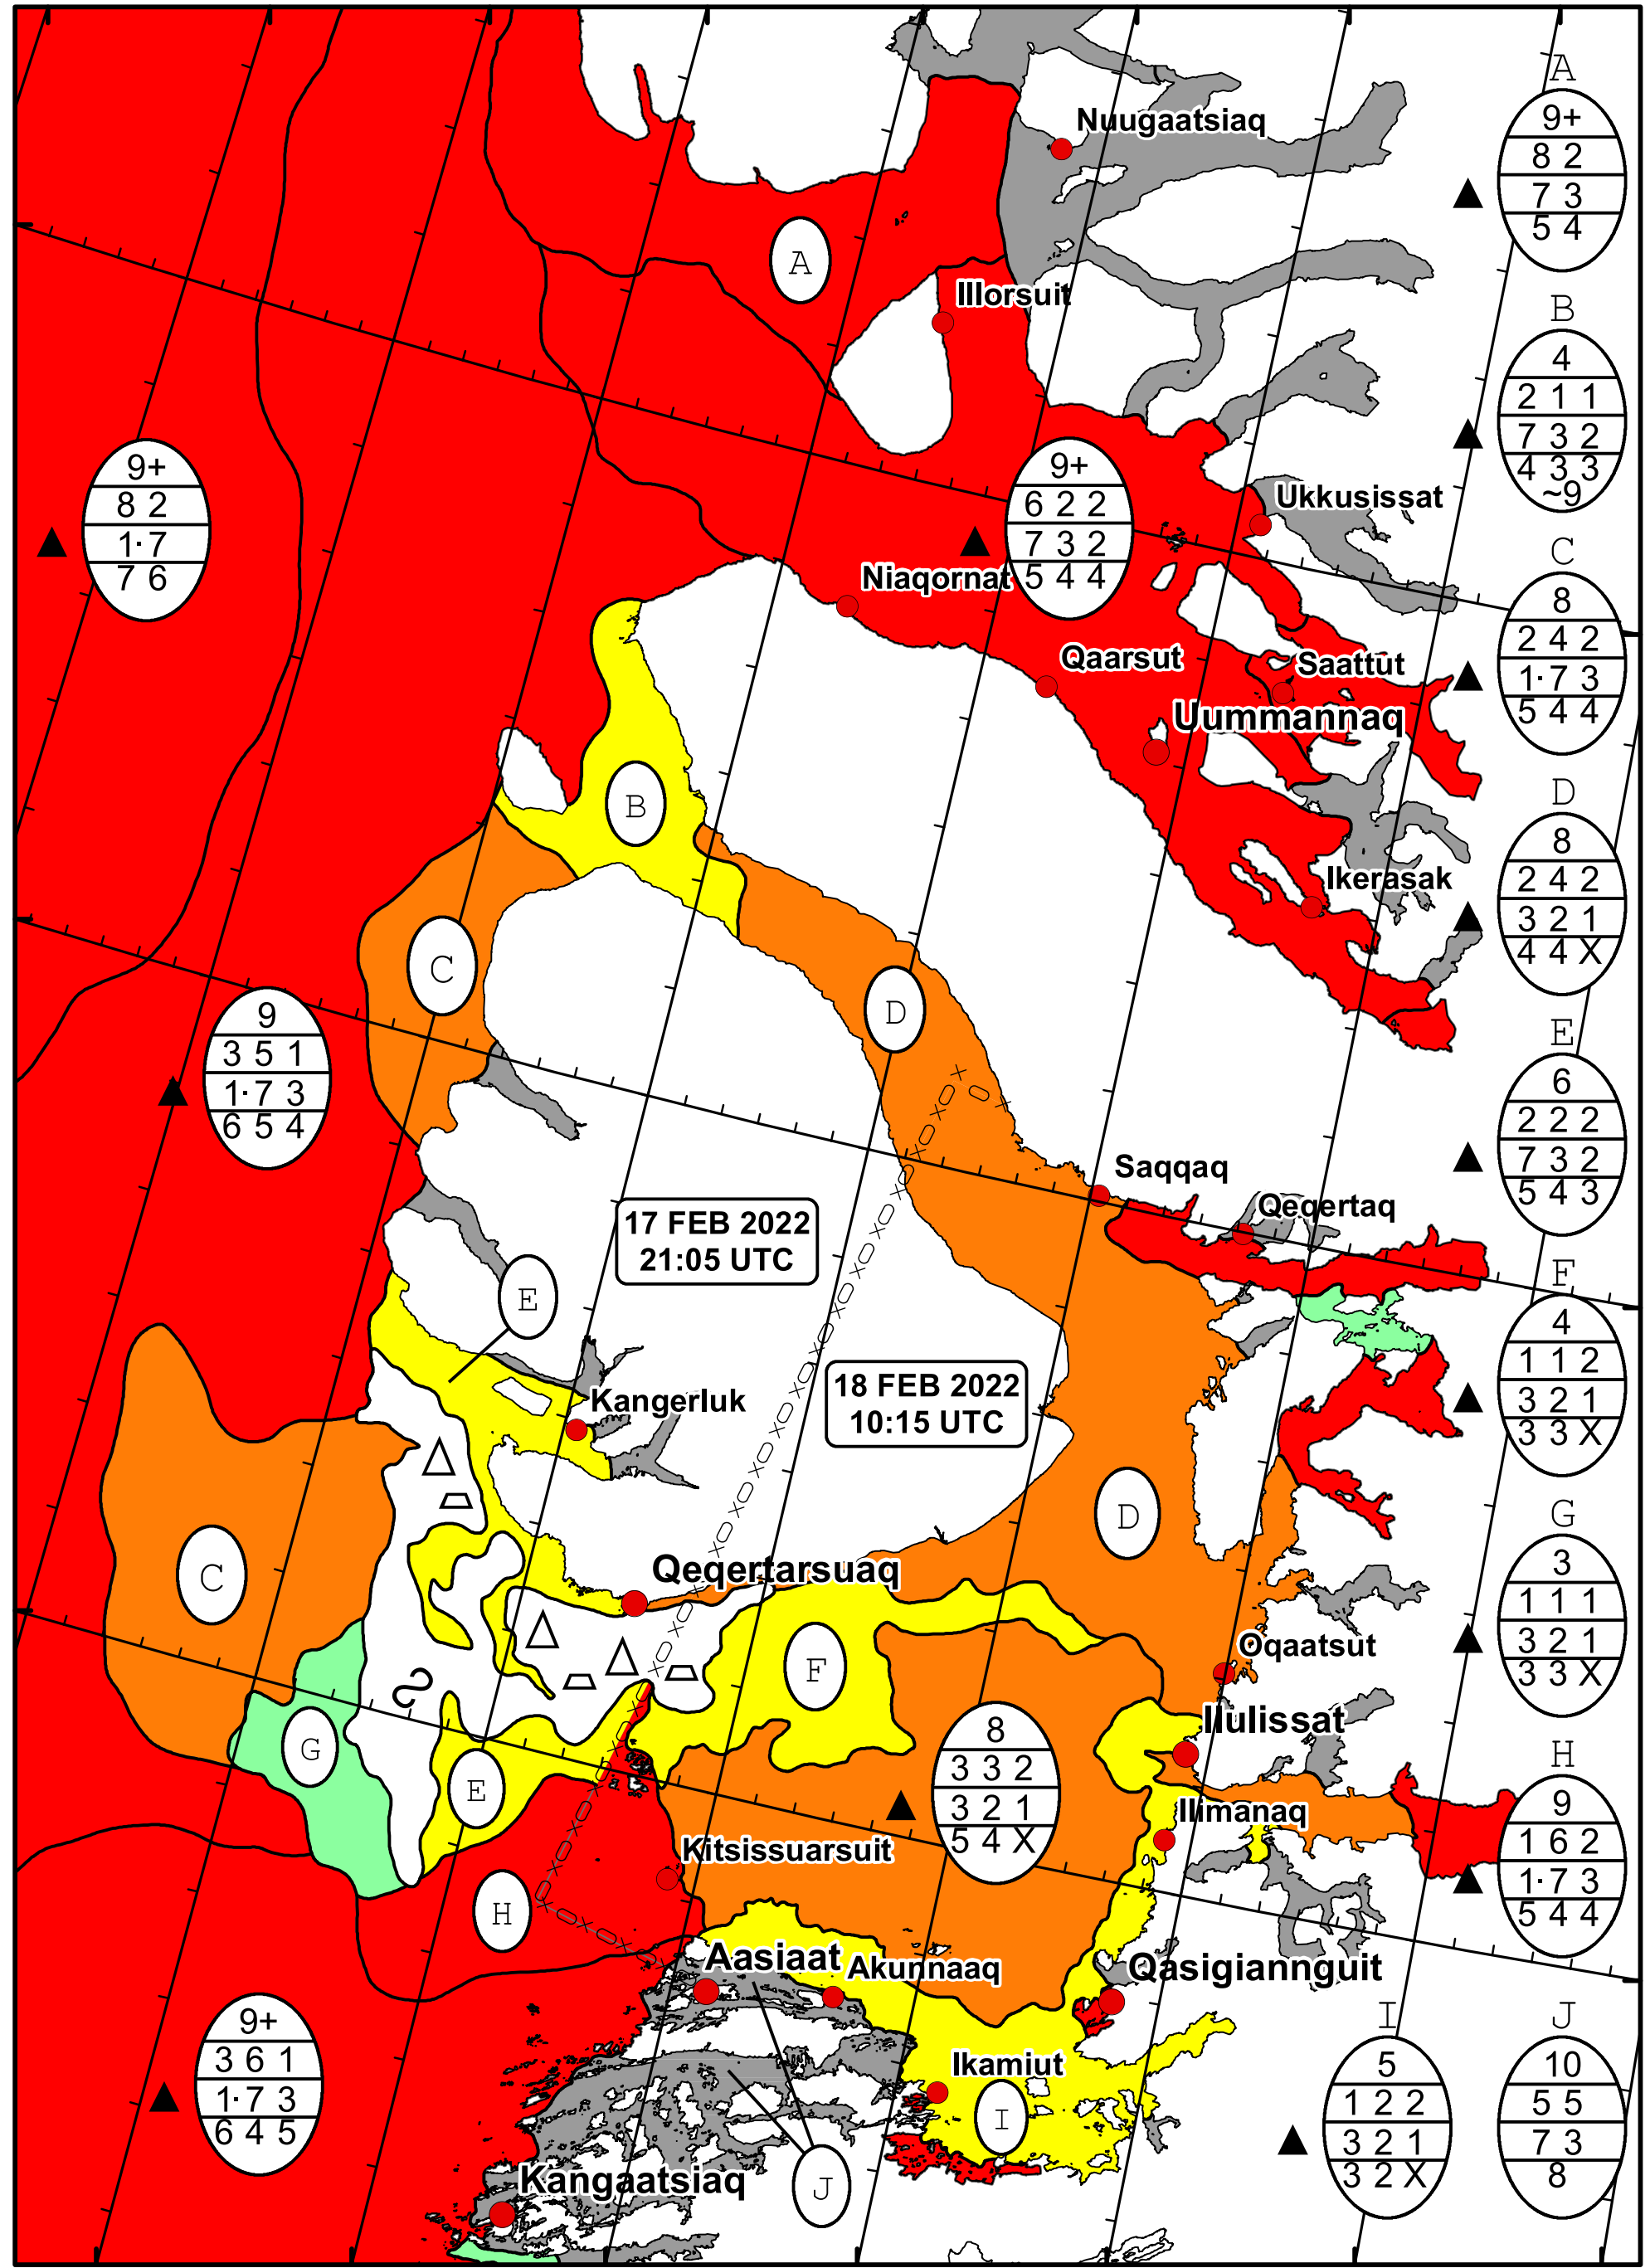 A
9+
8 2
7 3
5 4
Nuugaatsiaq
A
Illorsuit
B
4
2 1 1
7 3 2
4 3 3
~9
9+
8 2
1· 7
7 6
9+
6 2 2
7 3 2
5 4 4
Ukkusissat
Niaqornat
C
8
2 4 2
1· 7 3
5 4 4
Qaarsut
Saattut
Uummannaq
B
D
8
2 4 2
3 2 1
4 4 X
Ikerasak
C
D
9
3 5 1
1· 7 3
6 5 4
E
6
2 2 2
7 3 2
5 4 3
Saqqaq
Qeqertaq
17 FEB 2022
21:05 UTC
E
F
4
1 1 2
3 2 1
3 3 X
Kangerluk
18 FEB 2022
10:15 UTC
D
C
Qeqertarsuaq
G
3
1 1 1
3 2 1
3 3 X
Oqaatsut
F
G
E
Ilulissat
8
3 3 2
3 2 1
5 4 X
H
9
1 6 2
1· 7 3
5 4 4
Ilimanaq
Kitsissuarsuit
H
Aasiaat
Akunnaaq
Qasigiannguit
9+
3 6 1
1· 7 3
6 4 5
Ikamiut
I
I
5
1 2 2
3 2 1
3 2 X
J
10
5 5
7 3
8
J
Kangaatsiaq